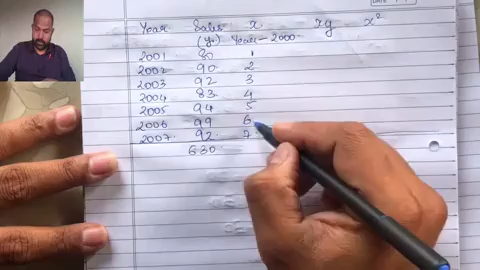 Year Sales x xy x²
(y) Year - 2000
2001 80 1
2002 90 2
2003 92 3
2004 83 4
2005 94 5
2006 99 6
2007 92 7
630